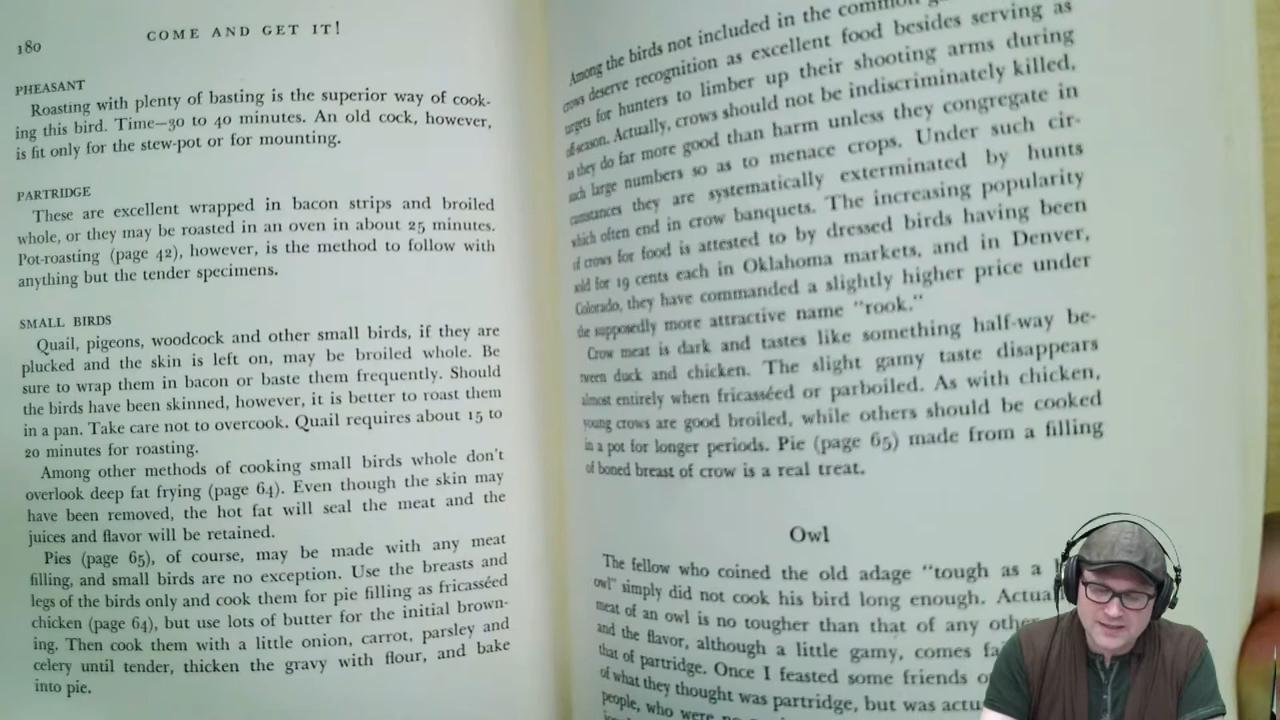 180
COME AND GET IT!
PHEASANT
Roasting with plenty of basting is the superior way of cook-
ing this bird. Time—30 to 40 minutes. An old cock, however,
is fit only for the stew-pot or for mounting.
PARTRIDGE
These are excellent wrapped in bacon strips and broiled
whole, or they may be roasted in an oven in about 25 minutes.
Pot-roasting (page 42), however, is the method to follow with
anything but the tender specimens.
SMALL BIRDS
Quail, pigeons, woodcock and other small birds, if they are
plucked and the skin is left on, may be broiled whole. Be
sure to wrap them in bacon or baste them frequently. Should
the birds have been skinned, however, it is better to roast them
in a pan. Take care not to overcook. Quail requires about 15 to
20 minutes for roasting.
Among other methods of cooking small birds whole don't
overlook deep fat frying (page 64). Even though the skin may
have been removed, the hot fat will seal the meat and the
juices and flavor will be retained.
Pies (page 65), of course, may be made with any meat
filling, and small birds are no exception. Use the breasts and
legs of the birds only and cook them for pie filling as fricasséed
chicken (page 64), but use lots of butter for the initial brown-
ing. Then cook them with a little onion, carrot, parsley and
celery until tender, thicken the gravy with flour, and bake
into pie.
Among the birds not included in the common
crows deserve recognition as excellent food besides serving as
targets for hunters to limber up their shooting arms during
off-season. Actually, crows should not be indiscriminately killed,
as they do far more good than harm unless they congregate in
such large numbers so as to menace crops. Under such cir-
cumstances they are systematically exterminated by hunts
which often end in crow banquets. The increasing popularity
of crows for food is attested to by dressed birds having been
sold for 19 cents each in Oklahoma markets, and in Denver,
Colorado, they have commanded a slightly higher price under
the supposedly more attractive name "rook."
Crow meat is dark and tastes like something half-way be-
tween duck and chicken. The slight gamy taste disappears
almost entirely when fricasséed or parboiled. As with chicken,
young crows are good broiled, while others should be cooked
in a pot for longer periods. Pie (page 65) made from a filling
of boned breast of crow is a real treat.
Owl
The fellow who coined the old adage "tough as a
owl" simply did not cook his bird long enough.
meat of an owl is no tougher than that of any other
and the flavor, although a little gamy, comes
that of partridge. Once I feasted some friends
of what they thought was partridge, but was
people, who were